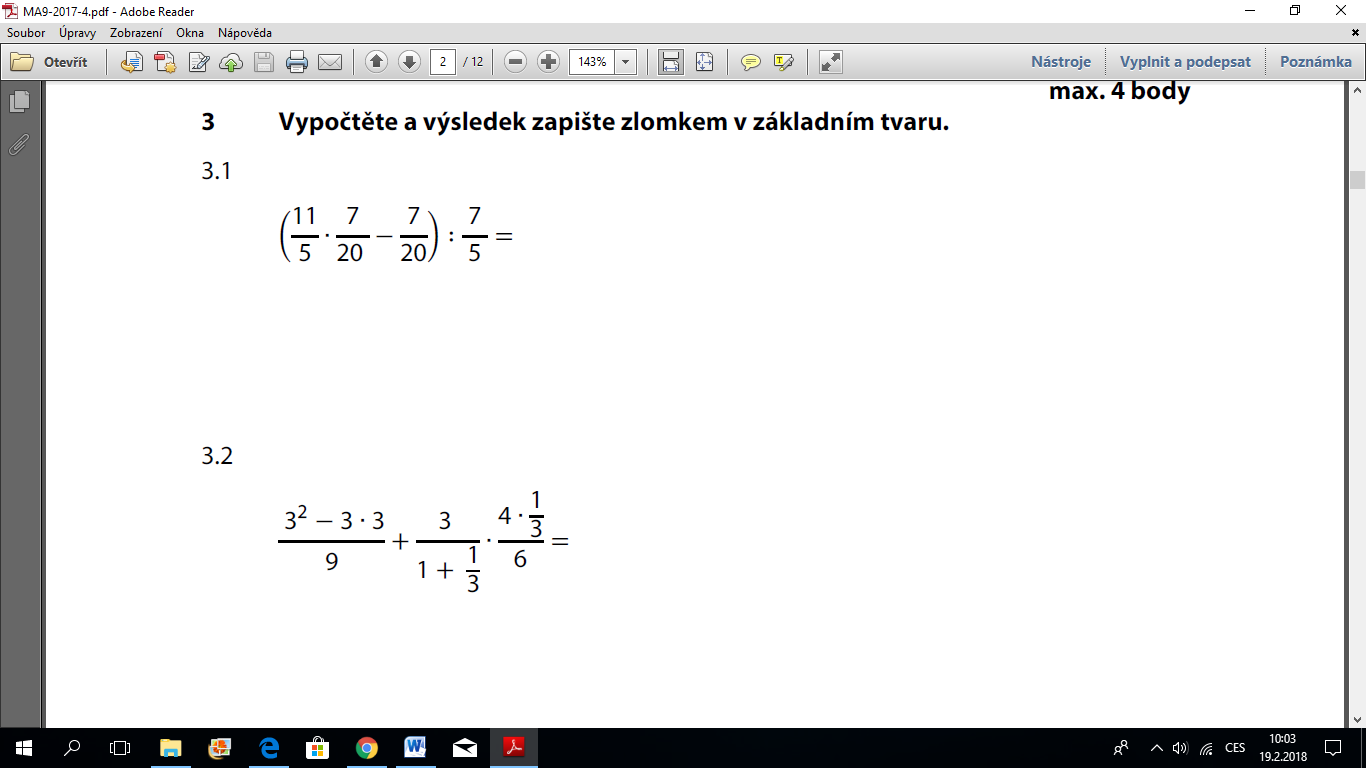 MA9-2017-4.pdf - Adobe Reader
Soubor Úpravy Zobrazení Okna Nápověda
Otevřít 2 / 12 143% Nástroje Vyplnit a podepsat Poznámka
max. 4 body
3 Vypočtěte a výsledek zapište zlomkem v základním tvaru.
3.1
(11/5 · 7/20 − 7/20) : 7/5 =
3.2
(3² − 3 · 3)/9 + 3/(1 + 1/3) · (4 · 1/3)/6 =
CES
10:03
19.2.2018